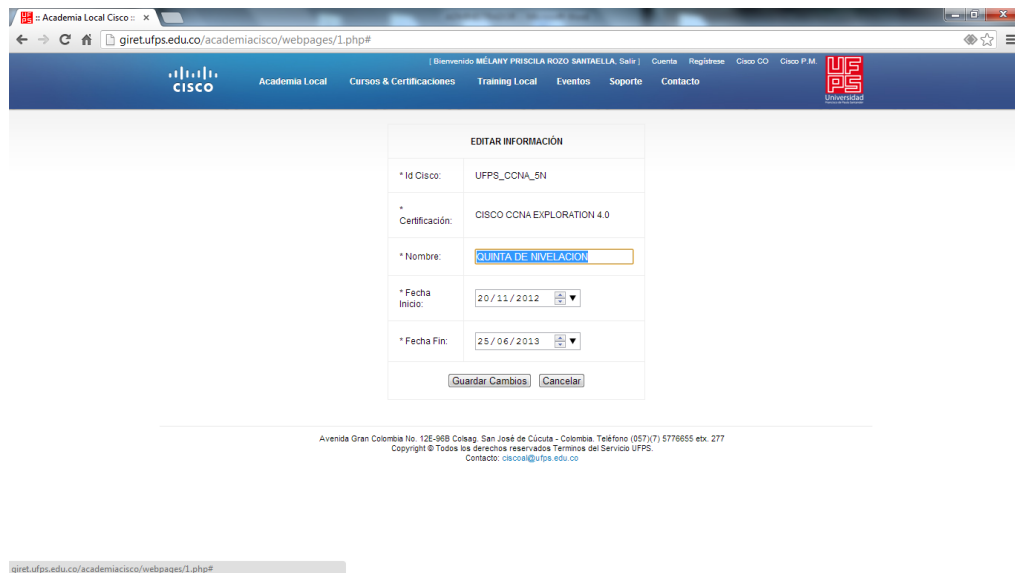 :: Academia Local Cisco ::
giret.ufps.edu.co/academiacisco/webpages/1.php#
[ Bienvenido MÉLANY PRISCILA ROZO SANTAELLA, Salir ] Cuenta Regístrese Cisco CO Cisco P.M.
CISCO
Academia Local Cursos & Certificaciones Training Local Eventos Soporte Contacto
UFPS
Universidad
EDITAR INFORMACIÓN
* Id Cisco: UFPS_CCNA_5N
* Certificación: CISCO CCNA EXPLORATION 4.0
* Nombre: QUINTA DE NIVELACION
* Fecha Inicio: 20/11/2012
* Fecha Fin: 25/06/2013
Guardar Cambios Cancelar
Avenida Gran Colombia No. 12E-96B Colsag. San José de Cúcuta - Colombia. Teléfono (057)(7) 5776655 etx. 277
Copyright © Todos los derechos reservados Terminos del Servicio UFPS.
Contacto: ciscoal@ufps.edu.co
giret.ufps.edu.co/academiacisco/webpages/1.php#